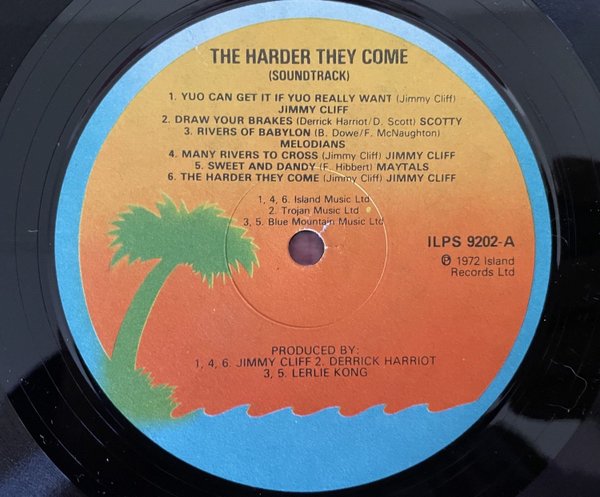 THE HARDER THEY COME
(SOUNDTRACK)
1. YUO CAN GET IT IF YUO REALLY WANT (Jimmy Cliff)
JIMMY CLIFF
2. DRAW YOUR BRAKES (Derrick Harriot/D. Scott) SCOTTY
3. RIVERS OF BABYLON (B. Dowe/F. McNaughton)
MELODIANS
4. MANY RIVERS TO CROSS (Jimmy Cliff) JIMMY CLIFF
5. SWEET AND DANDY (F. Hibbert) MAYTALS
6. THE HARDER THEY COME (Jimmy Cliff) JIMMY CLIFF
1, 4, 6. Island Music Ltd
2. Trojan Music Ltd
3, 5. Blue Mountain Music Ltd
ILPS 9202-A
℗ 1972 Island
Records Ltd
PRODUCED BY:
1, 4, 6. JIMMY CLIFF 2. DERRICK HARRIOT
3, 5. LERLIE KONG